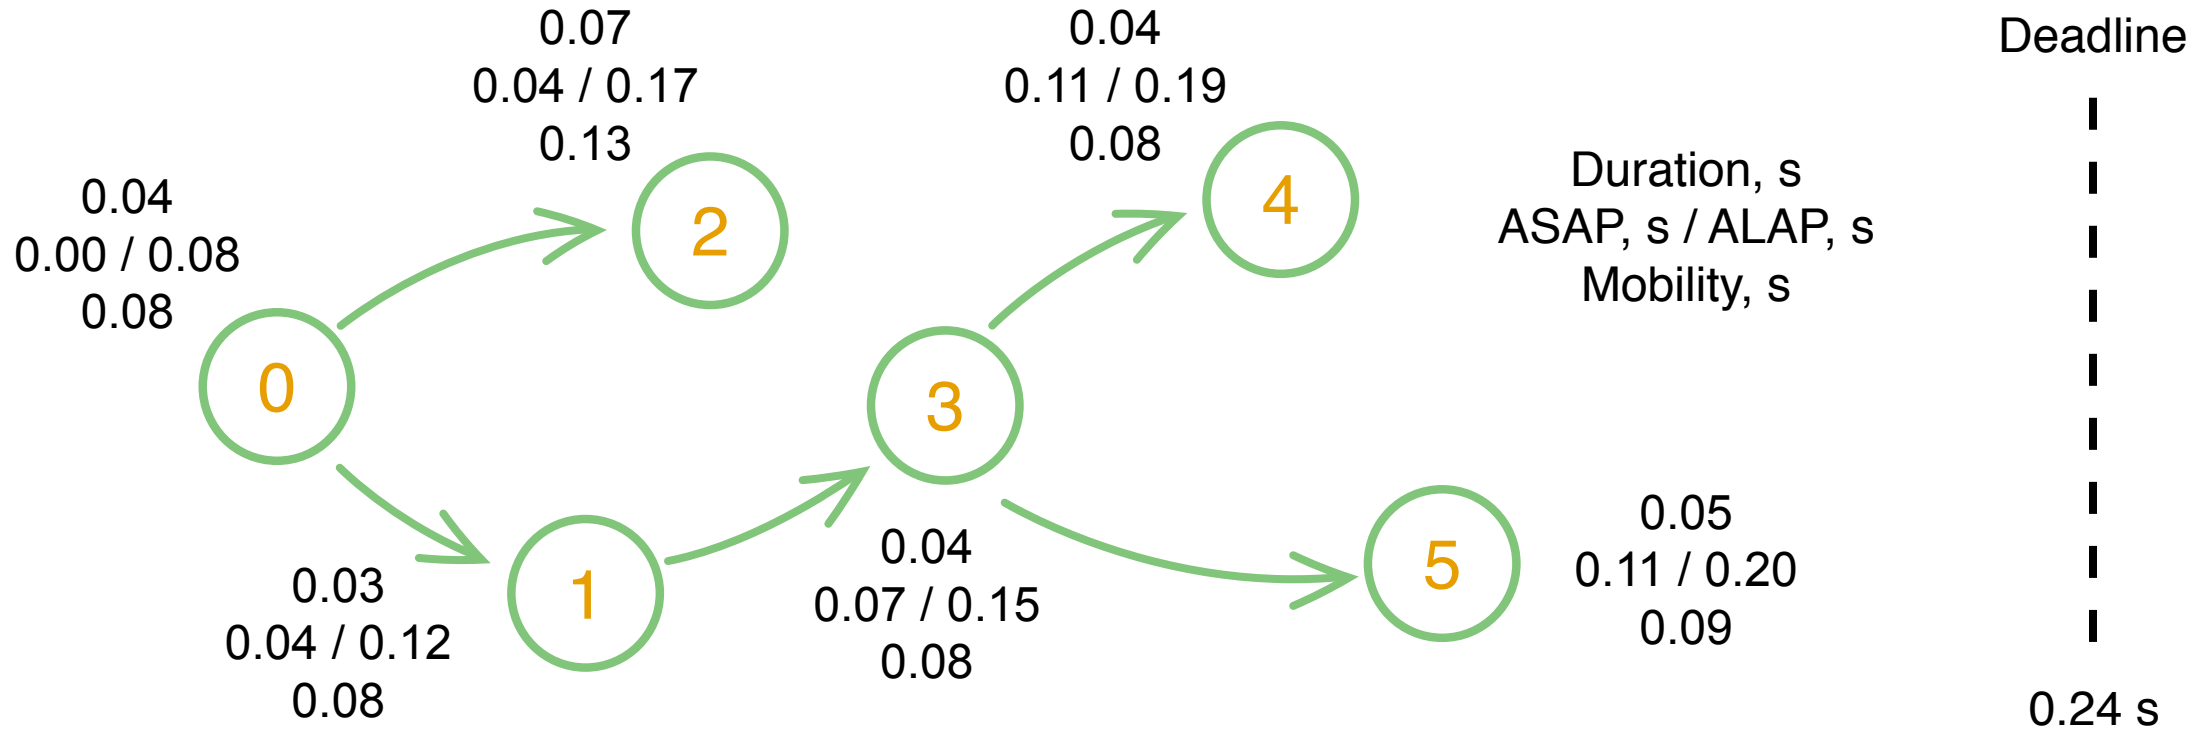 0.04
0.00 / 0.08
0.08
0
0.07
0.04 / 0.17
0.13
2
0.03
0.04 / 0.12
0.08
1
0.04
0.07 / 0.15
0.08
3
0.04
0.11 / 0.19
0.08
4
0.05
0.11 / 0.20
0.09
5
Duration, s
ASAP, s / ALAP, s
Mobility, s
Deadline
0.24 s